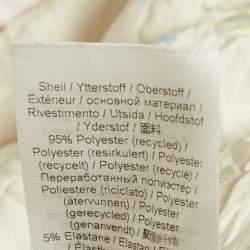 Shell / Ytterstoff / Oberstoff /
Extérieur / основной материал /
Rivestimento / Utsida / Hoofdstof
/ Yderstof / 面料
95% Polyester (recycled) /
Polyester (resirkulert) / Polyester
(recycelt) / Polyester (recyclé) /
Переработанный полиэстер /
Poliestere (riciclato) / Polyester
(återvunnen) / Polyester
(gerecycled) / Polyester
(genanvendt) /
5% Elastane / Elastan /